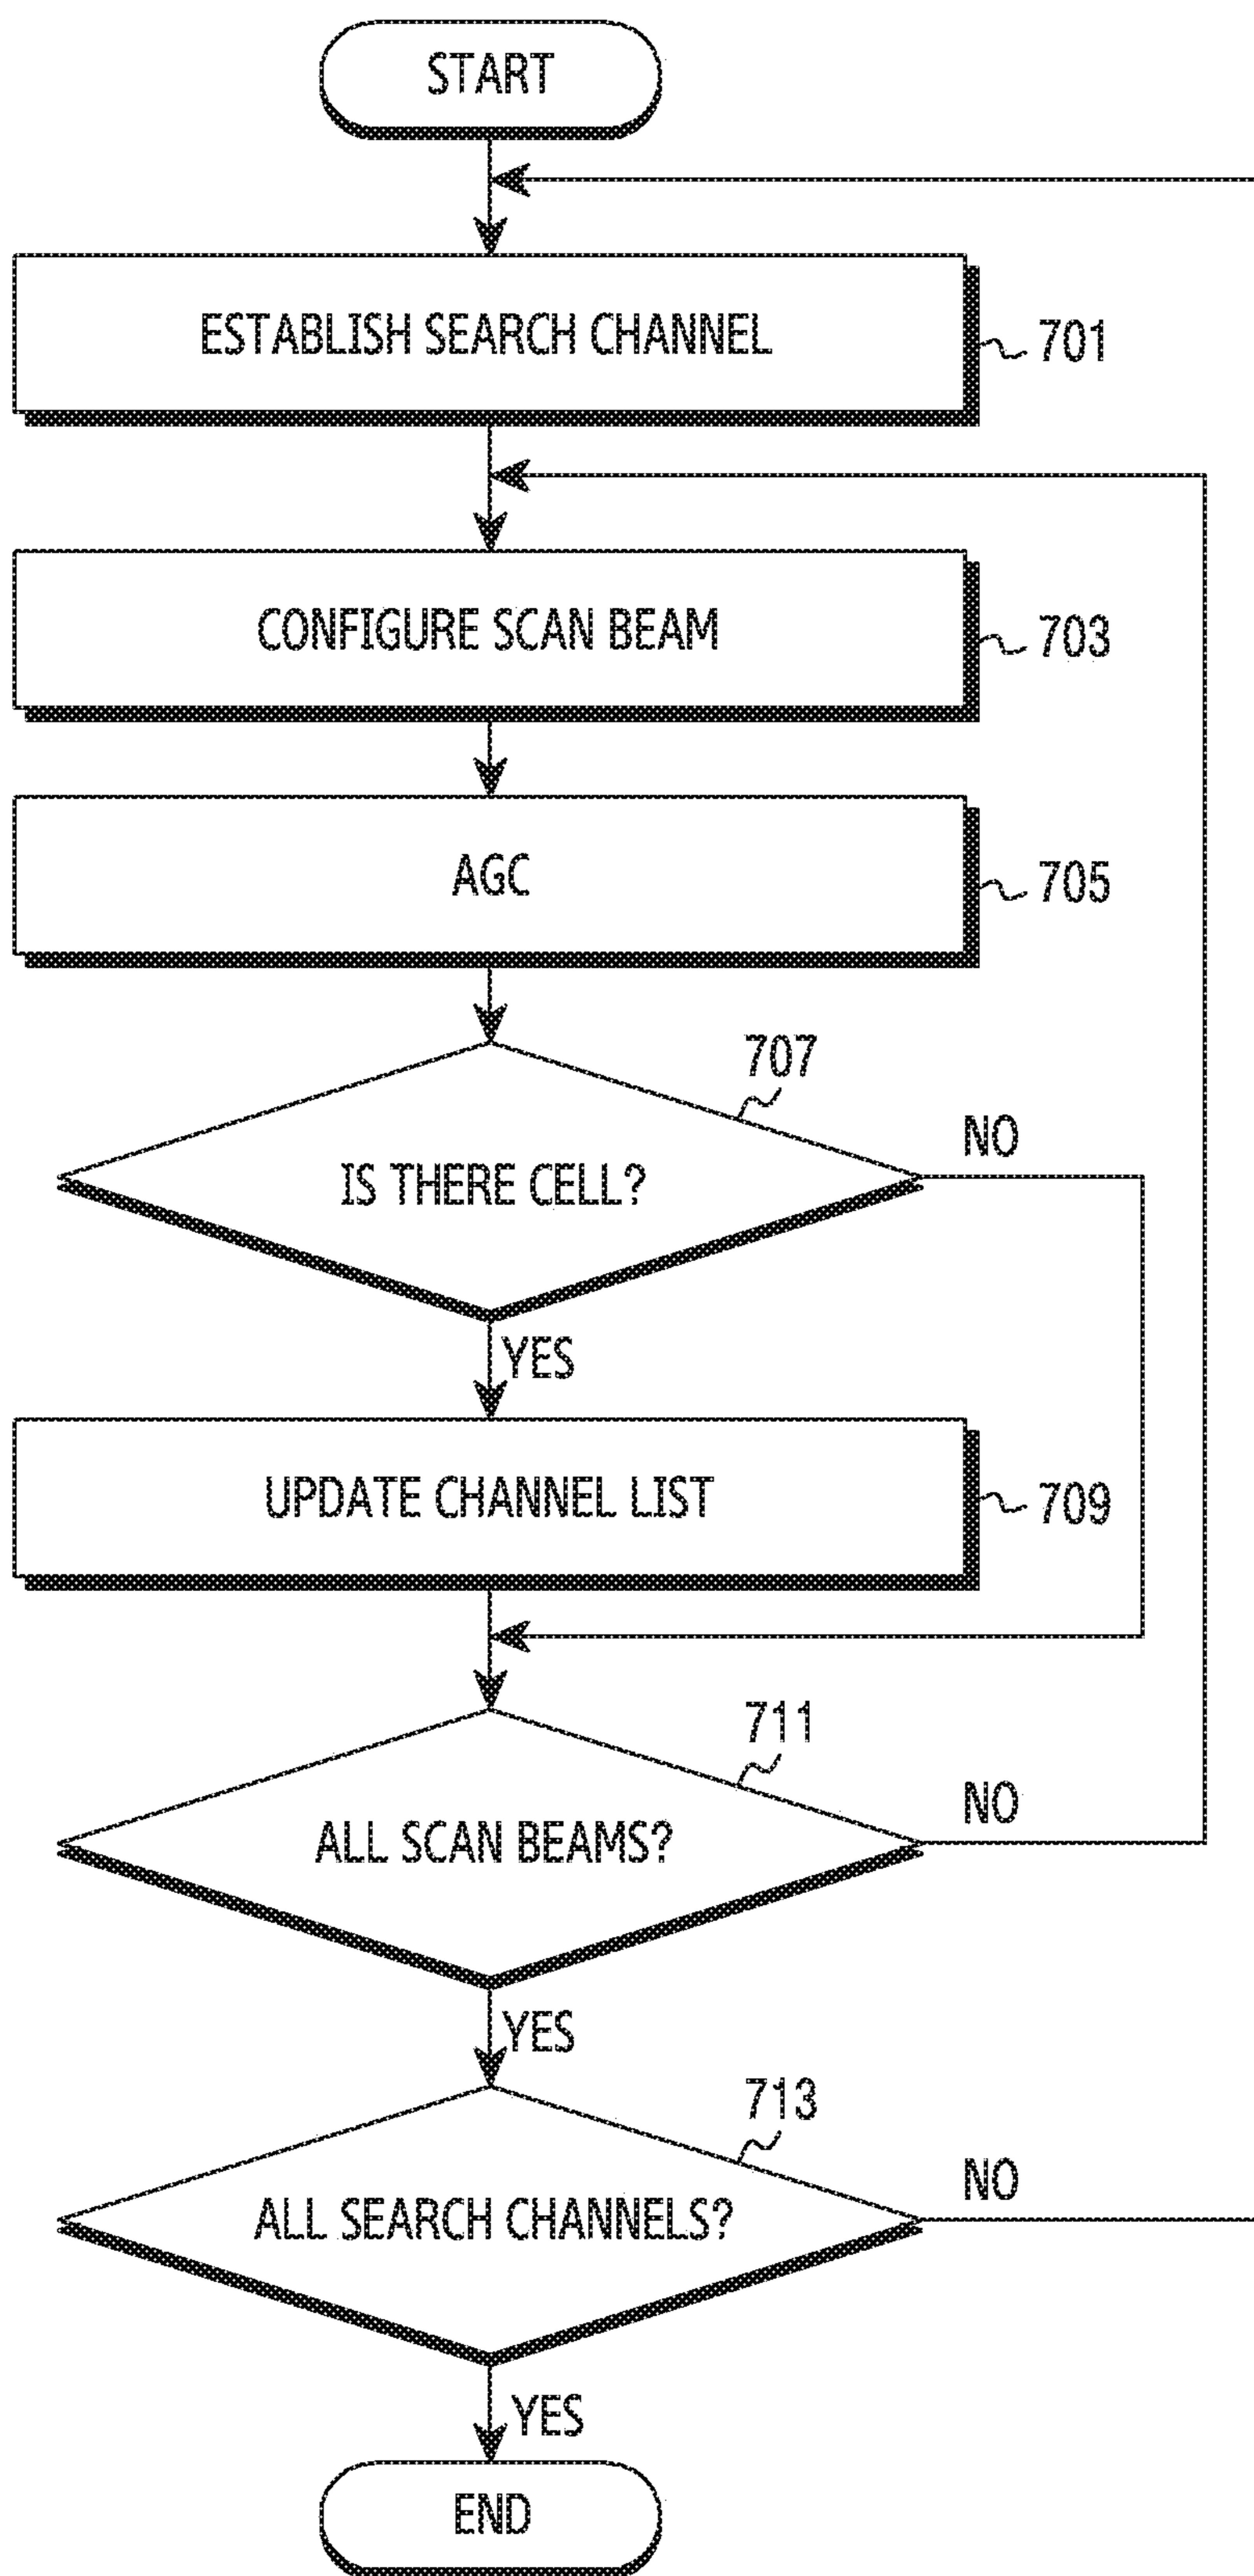 START
ESTABLISH SEARCH CHANNEL
701
CONFIGURE SCAN BEAM
703
AGC
705
707
NO
IS THERE CELL?
YES
UPDATE CHANNEL LIST
709
711
NO
ALL SCAN BEAMS?
YES
713
NO
ALL SEARCH CHANNELS?
YES
END